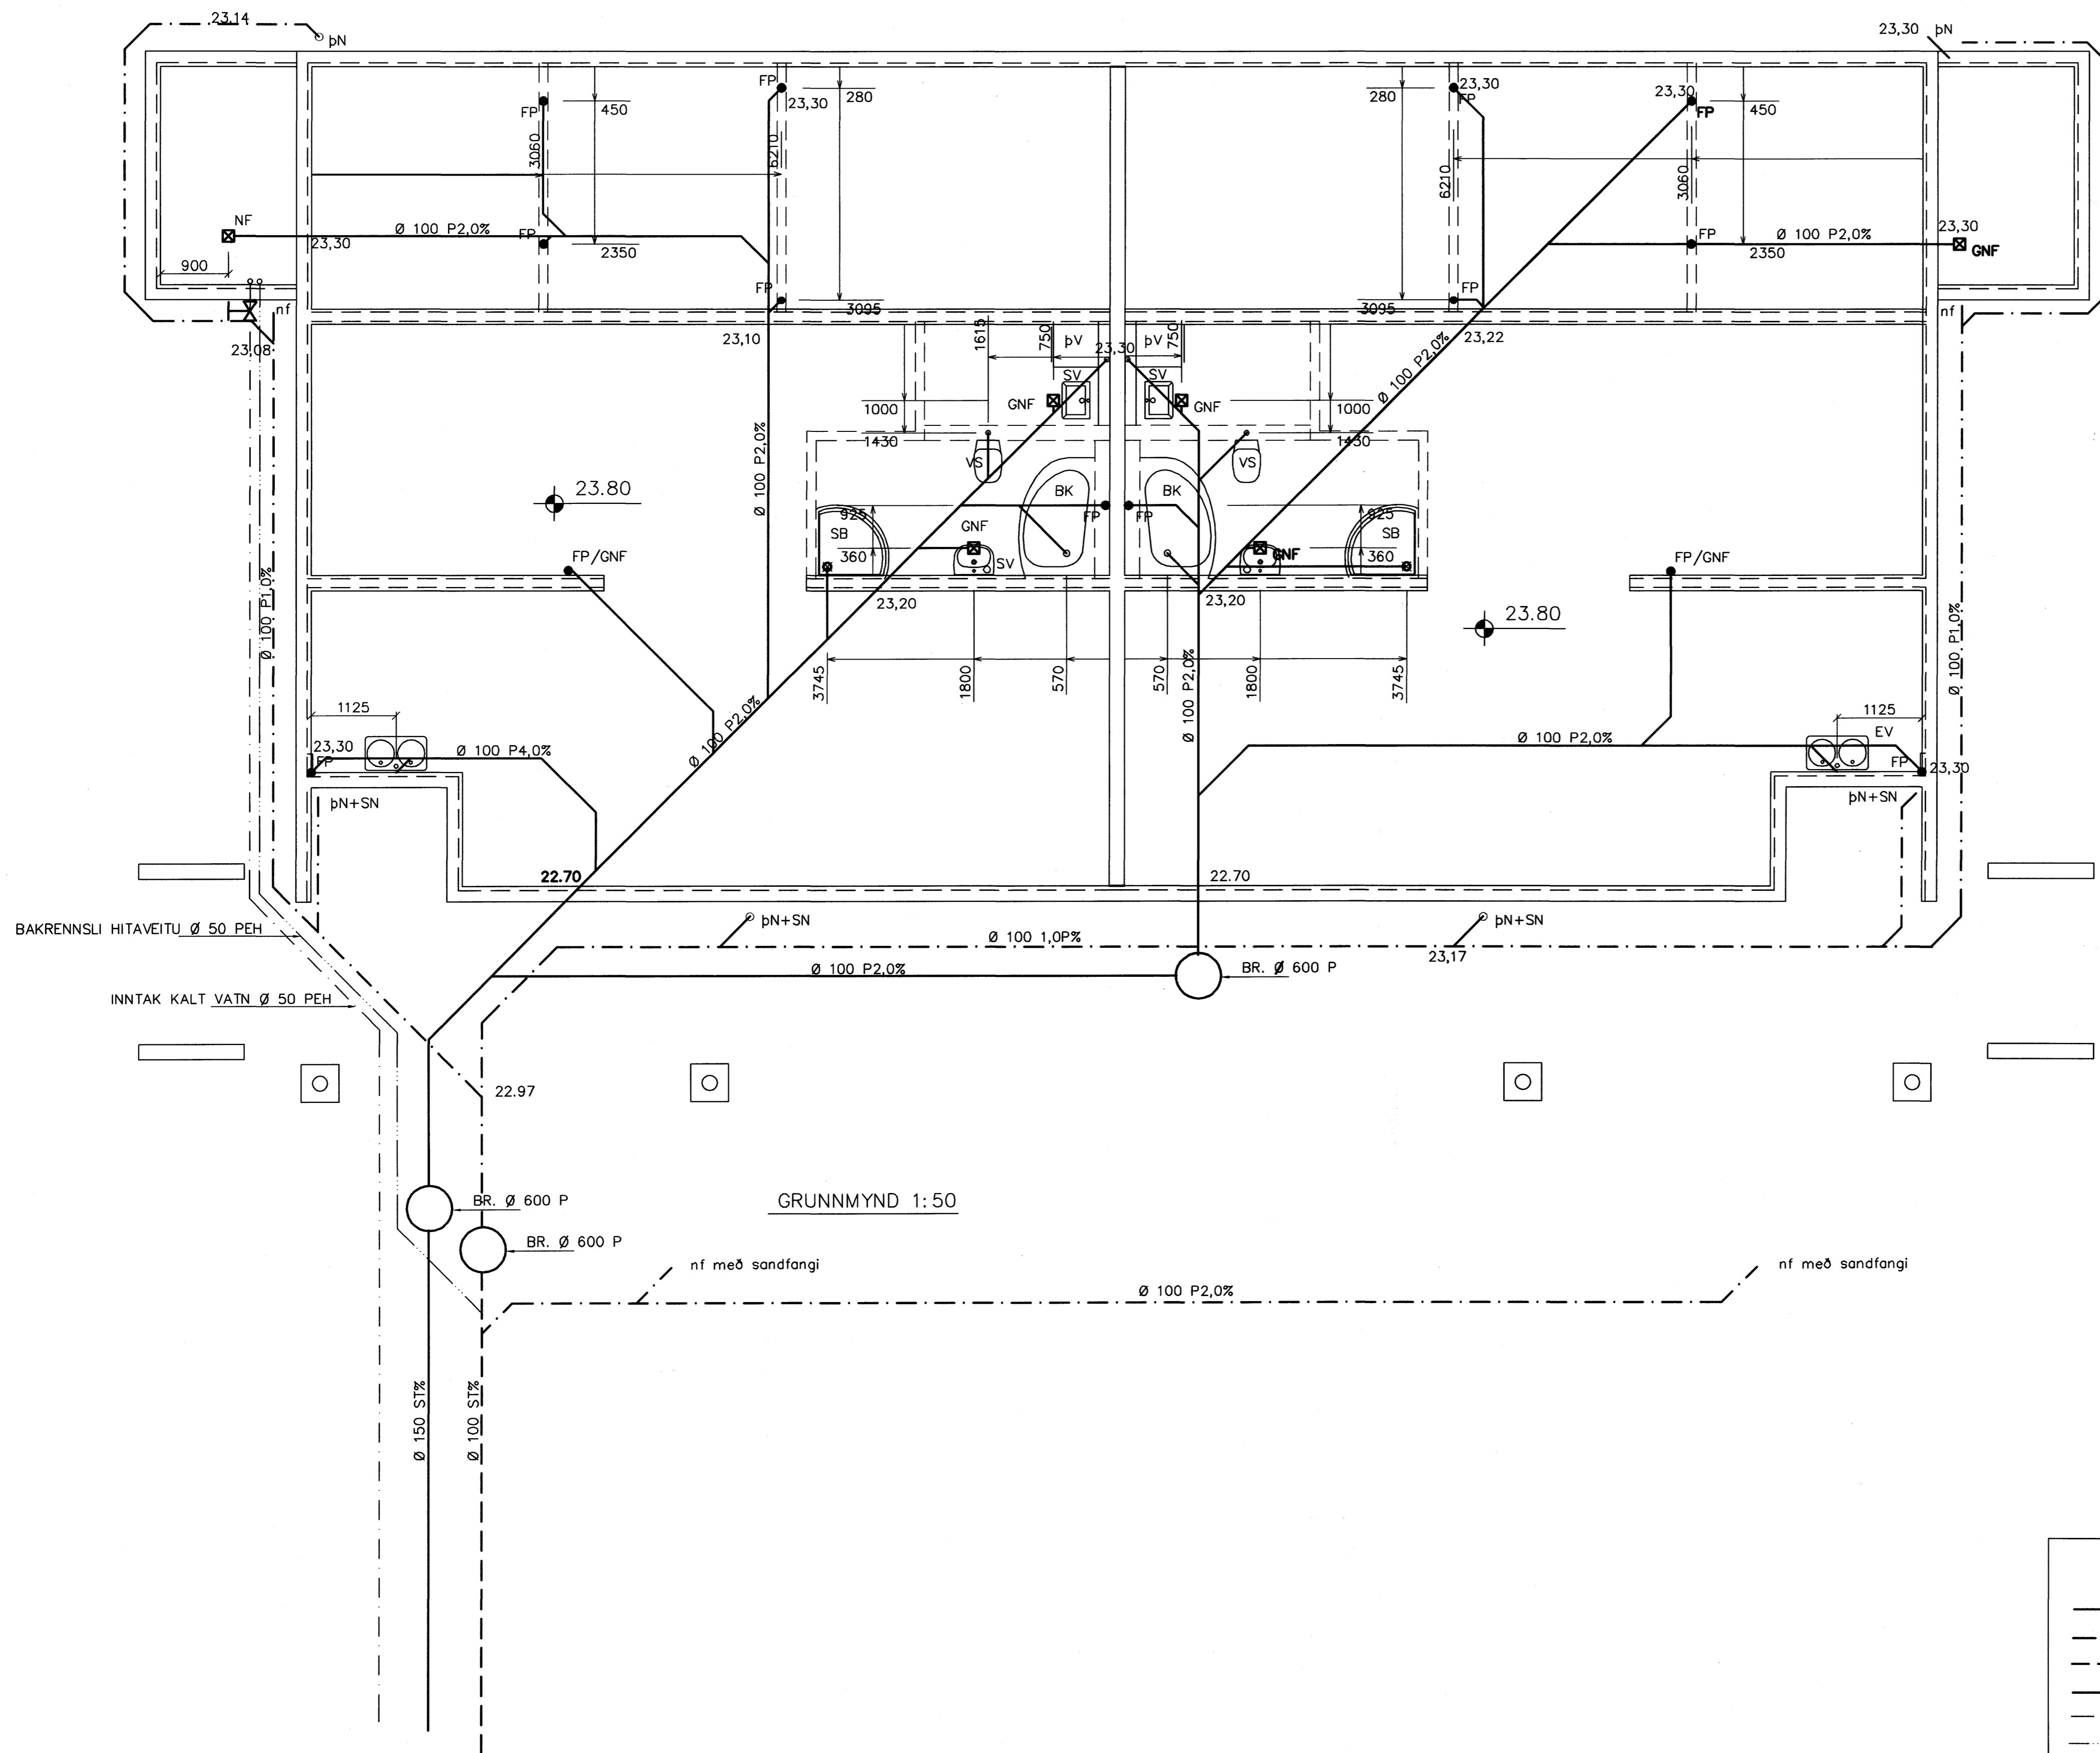 23.14
þN
23,30 þN
FP
23,30
280
280
23,30
FP
23,30
FP
450
FP
450
3060
6210
6210
3060
NF
Ø 100 P2,0%
23,30
FP
2350
FP
2350
Ø 100 P2,0%
23,30
GNF
900
FP
3095
FP
3095
nf
nf
23,08
23,10
1615
750
þV
23,30
þV
750
23,22
SV
SV
GNF
GNF
1000
1000
1430
1430
Ø 100 P2,0%
Ø 100 P2,0%
VS
VS
BK
BK
23.80
925
925
FP
FP
SB
GNF
SB
360
SV
GNF
360
FP/GNF
FP/GNF
23,20
23,20
23.80
Ø 100 P1,0%
Ø 100 P1,0%
3745
1800
570
570
1800
3745
Ø 100 P2,0%
Ø 100 P2,0%
1125
1125
23,30
Ø 100 P4,0%
Ø 100 P2,0%
EV
FP
FP
23,30
þN+SN
þN+SN
22.70
22.70
þN+SN
þN+SN
BAKRENNSLI HITAVEITU Ø 50 PEH
Ø 100 1,0P%
23,17
Ø 100 P2,0%
BR. Ø 600 P
INNTAK KALT VATN Ø 50 PEH
22.97
BR. Ø 600 P
GRUNNMYND 1:50
BR. Ø 600 P
nf með sandfangi
nf með sandfangi
Ø 100 P2,0%
Ø 150 ST%
Ø 100 ST%